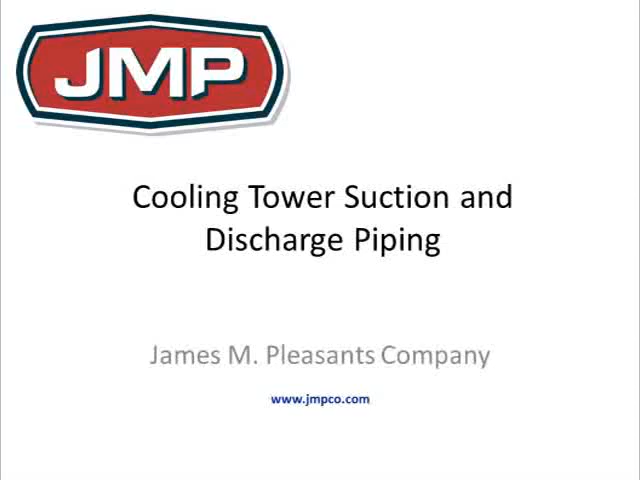 JMP
Cooling Tower Suction and
Discharge Piping
James M. Pleasants Company
www.jmpco.com